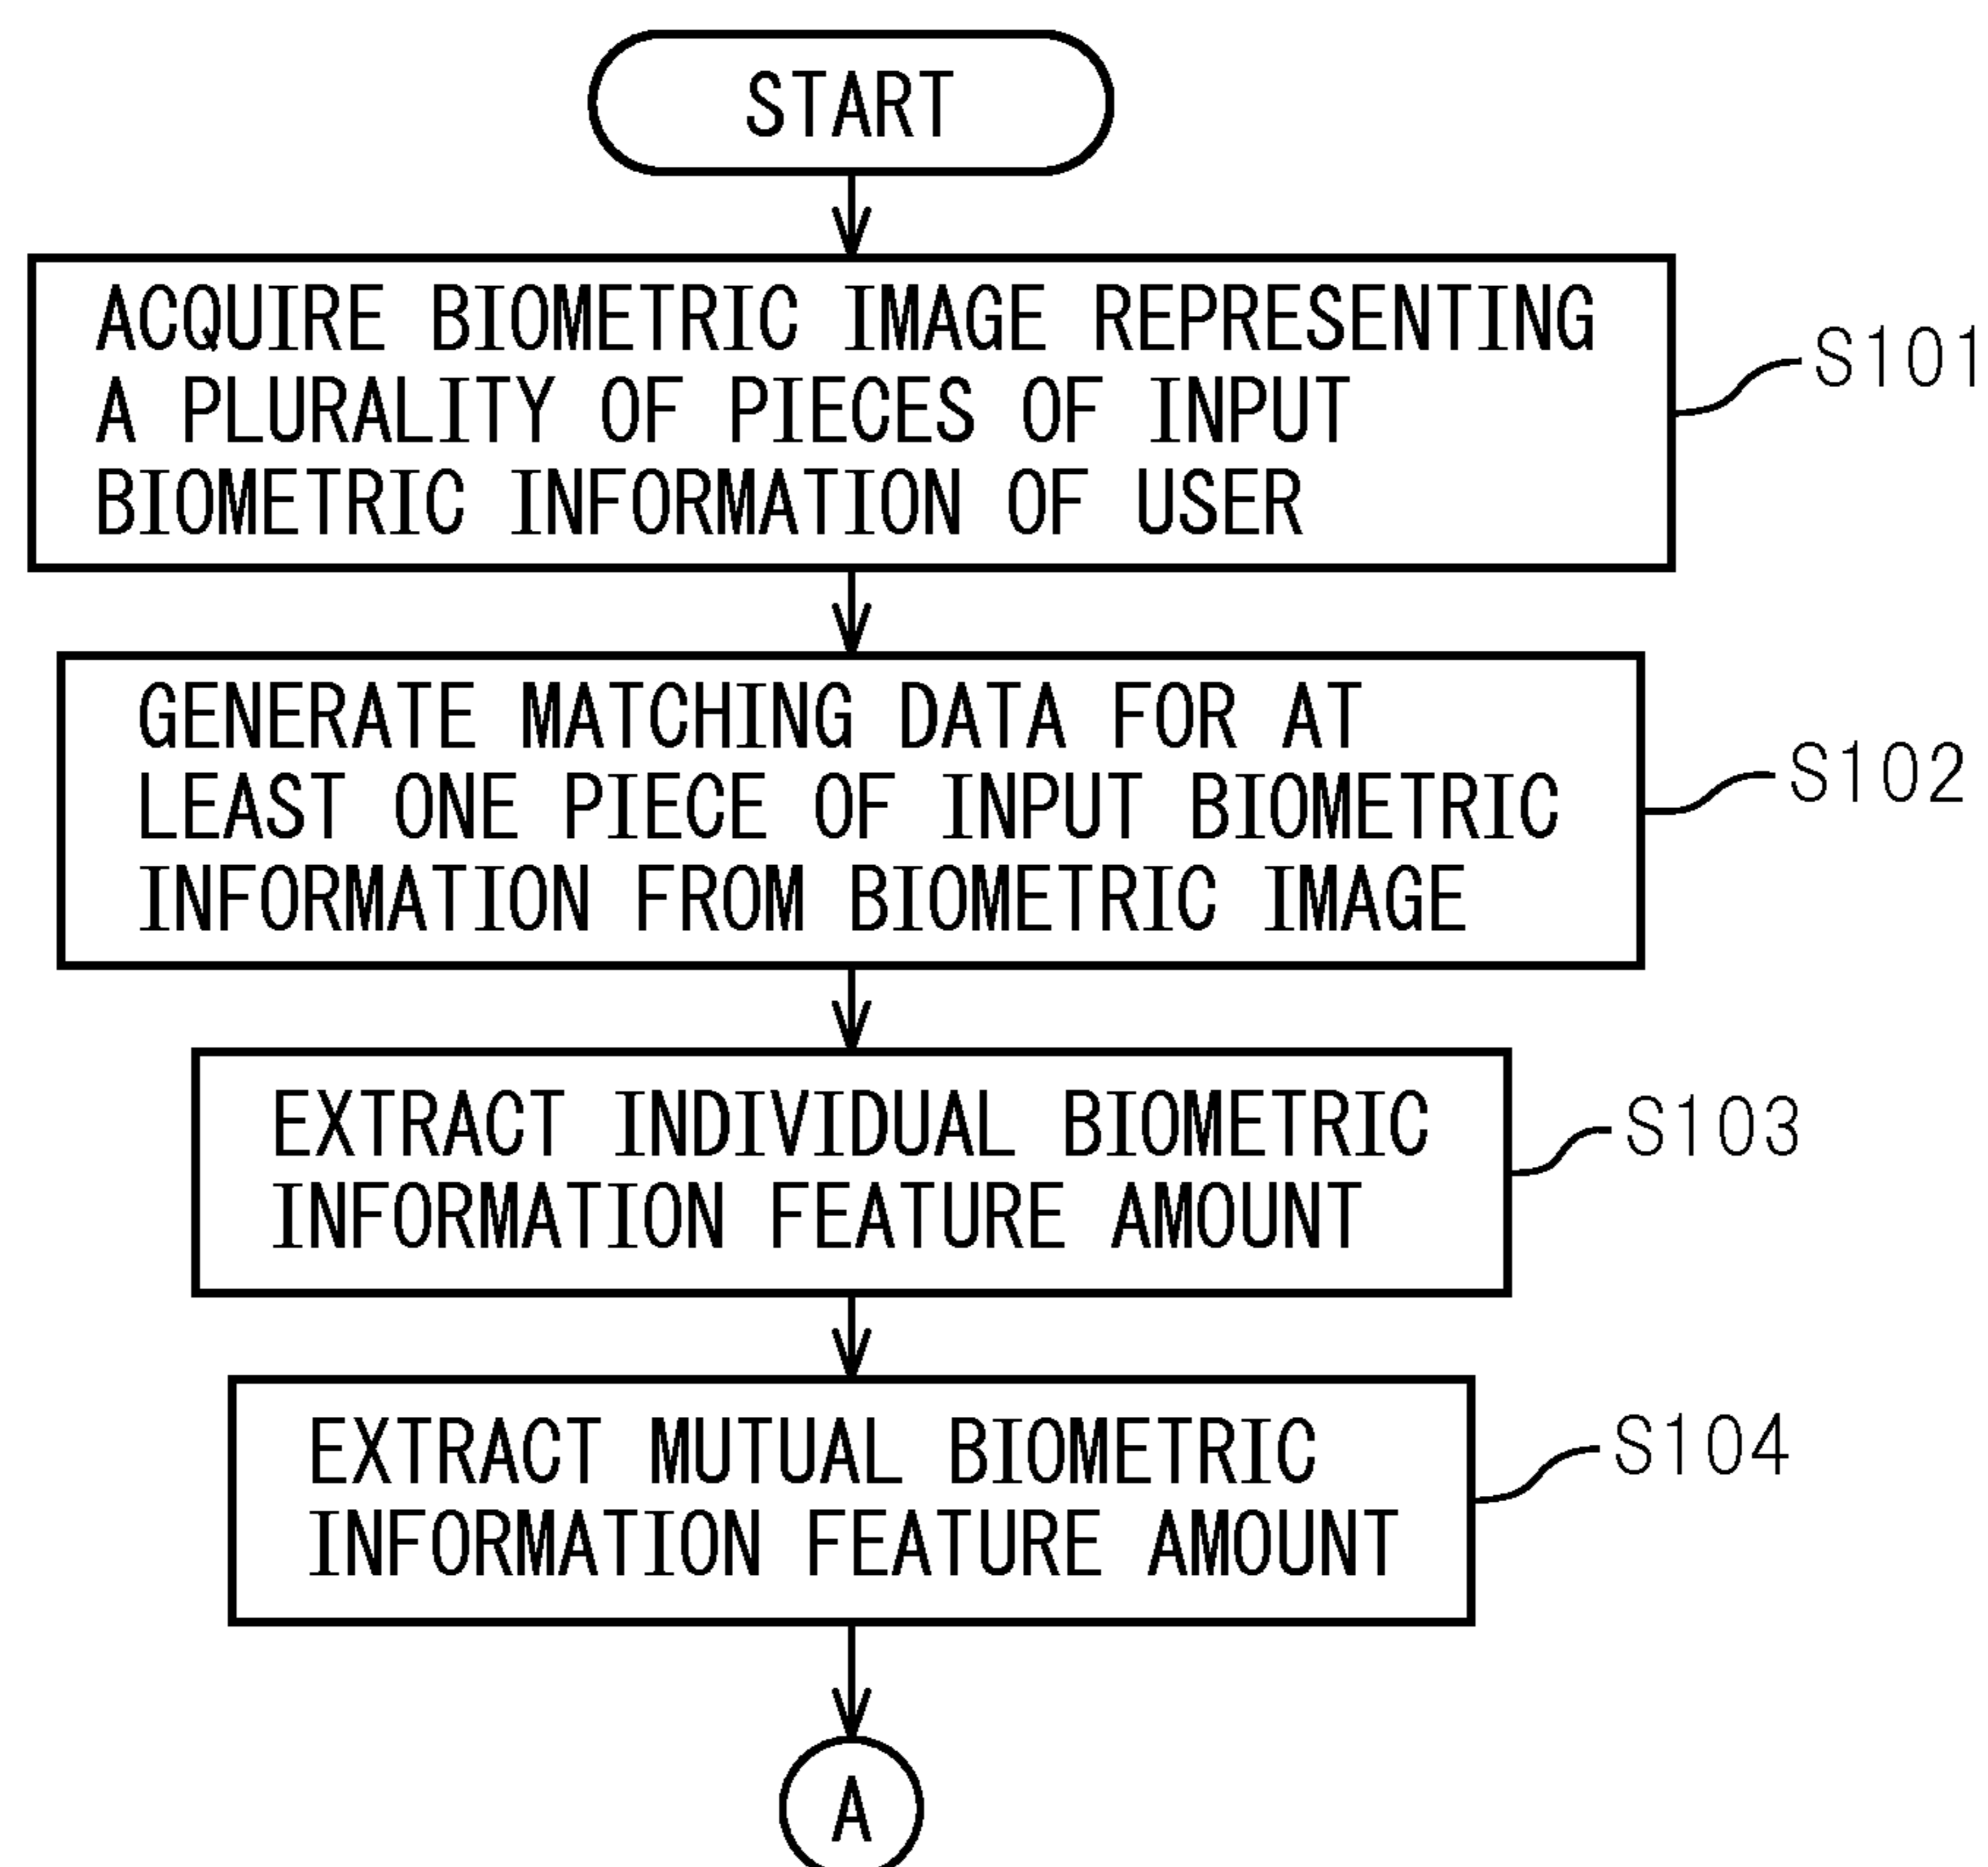 START
ACQUIRE BIOMETRIC IMAGE REPRESENTING
A PLURALITY OF PIECES OF INPUT
BIOMETRIC INFORMATION OF USER
S101
GENERATE MATCHING DATA FOR AT
LEAST ONE PIECE OF INPUT BIOMETRIC
INFORMATION FROM BIOMETRIC IMAGE
S102
EXTRACT INDIVIDUAL BIOMETRIC
INFORMATION FEATURE AMOUNT
S103
EXTRACT MUTUAL BIOMETRIC
INFORMATION FEATURE AMOUNT
S104
A